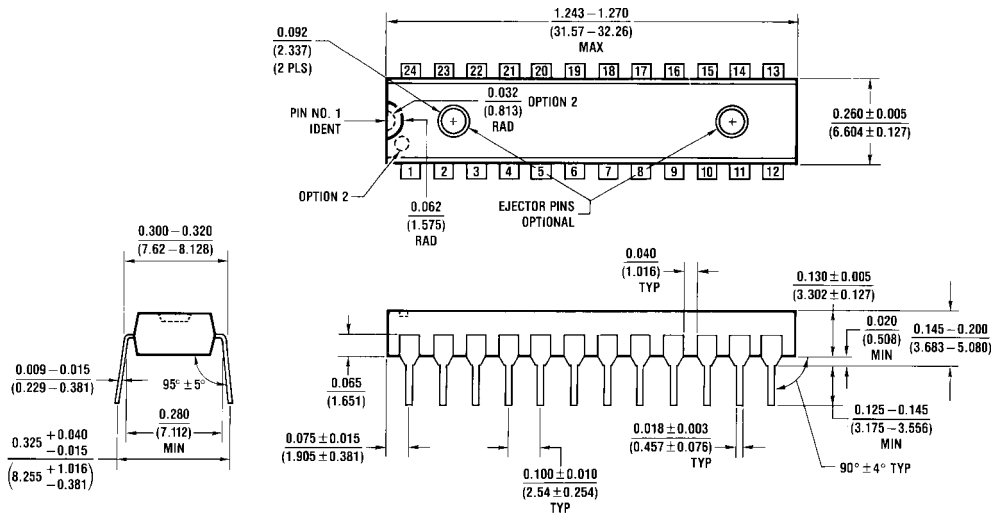 1.243 – 1.270
(31.57 – 32.26)
MAX
0.092
(2.337)
(2 PLS)
24 23 22 21 20 19 18 17 16 15 14 13
0.032
(0.813)
RAD
OPTION 2
PIN NO. 1
IDENT
0.260 ± 0.005
(6.604 ± 0.127)
1 2 3 4 5 6 7 8 9 10 11 12
OPTION 2
0.062
(1.575)
RAD
EJECTOR PINS
OPTIONAL
0.300 – 0.320
(7.62 – 8.128)
0.009 – 0.015
(0.229 – 0.381)
95° ± 5°
0.280
(7.112)
MIN
0.325 +0.040
−0.015
(8.255 +1.016
−0.381)
0.040
(1.016)
TYP
0.130 ± 0.005
(3.302 ± 0.127)
0.020
(0.508)
MIN
0.145 – 0.200
(3.683 – 5.080)
0.065
(1.651)
0.075 ± 0.015
(1.905 ± 0.381)
0.100 ± 0.010
(2.54 ± 0.254)
TYP
0.018 ± 0.003
(0.457 ± 0.076)
TYP
0.125 – 0.145
(3.175 – 3.556)
MIN
90° ± 4° TYP